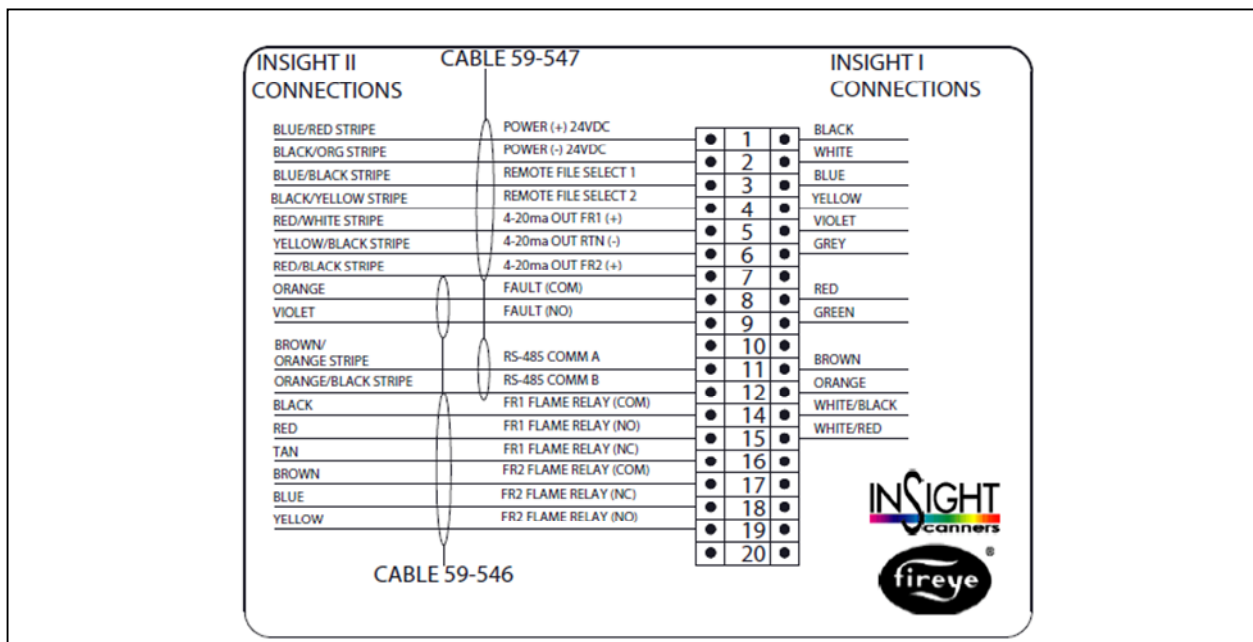 INSIGHT II
CONNECTIONS
CABLE 59-547
INSIGHT I
CONNECTIONS
BLUE/RED STRIPE POWER (+) 24VDC 1 BLACK
BLACK/ORG STRIPE POWER (-) 24VDC 2 WHITE
BLUE/BLACK STRIPE REMOTE FILE SELECT 1 3 BLUE
BLACK/YELLOW STRIPE REMOTE FILE SELECT 2 4 YELLOW
RED/WHITE STRIPE 4-20ma OUT FR1 (+) 5 VIOLET
YELLOW/BLACK STRIPE 4-20ma OUT RTN (-) 6 GREY
RED/BLACK STRIPE 4-20ma OUT FR2 (+) 7
ORANGE FAULT (COM) 8 RED
VIOLET FAULT (NO) 9 GREEN
10
BROWN/
ORANGE STRIPE RS-485 COMM A 11 BROWN
ORANGE/BLACK STRIPE RS-485 COMM B 12 ORANGE
BLACK FR1 FLAME RELAY (COM) 14 WHITE/BLACK
RED FR1 FLAME RELAY (NO) 15 WHITE/RED
TAN FR1 FLAME RELAY (NC) 16
BROWN FR2 FLAME RELAY (COM) 17
BLUE FR2 FLAME RELAY (NC) 18
YELLOW FR2 FLAME RELAY (NO) 19
20
CABLE 59-546
INSIGHT
scanners
fireye ®